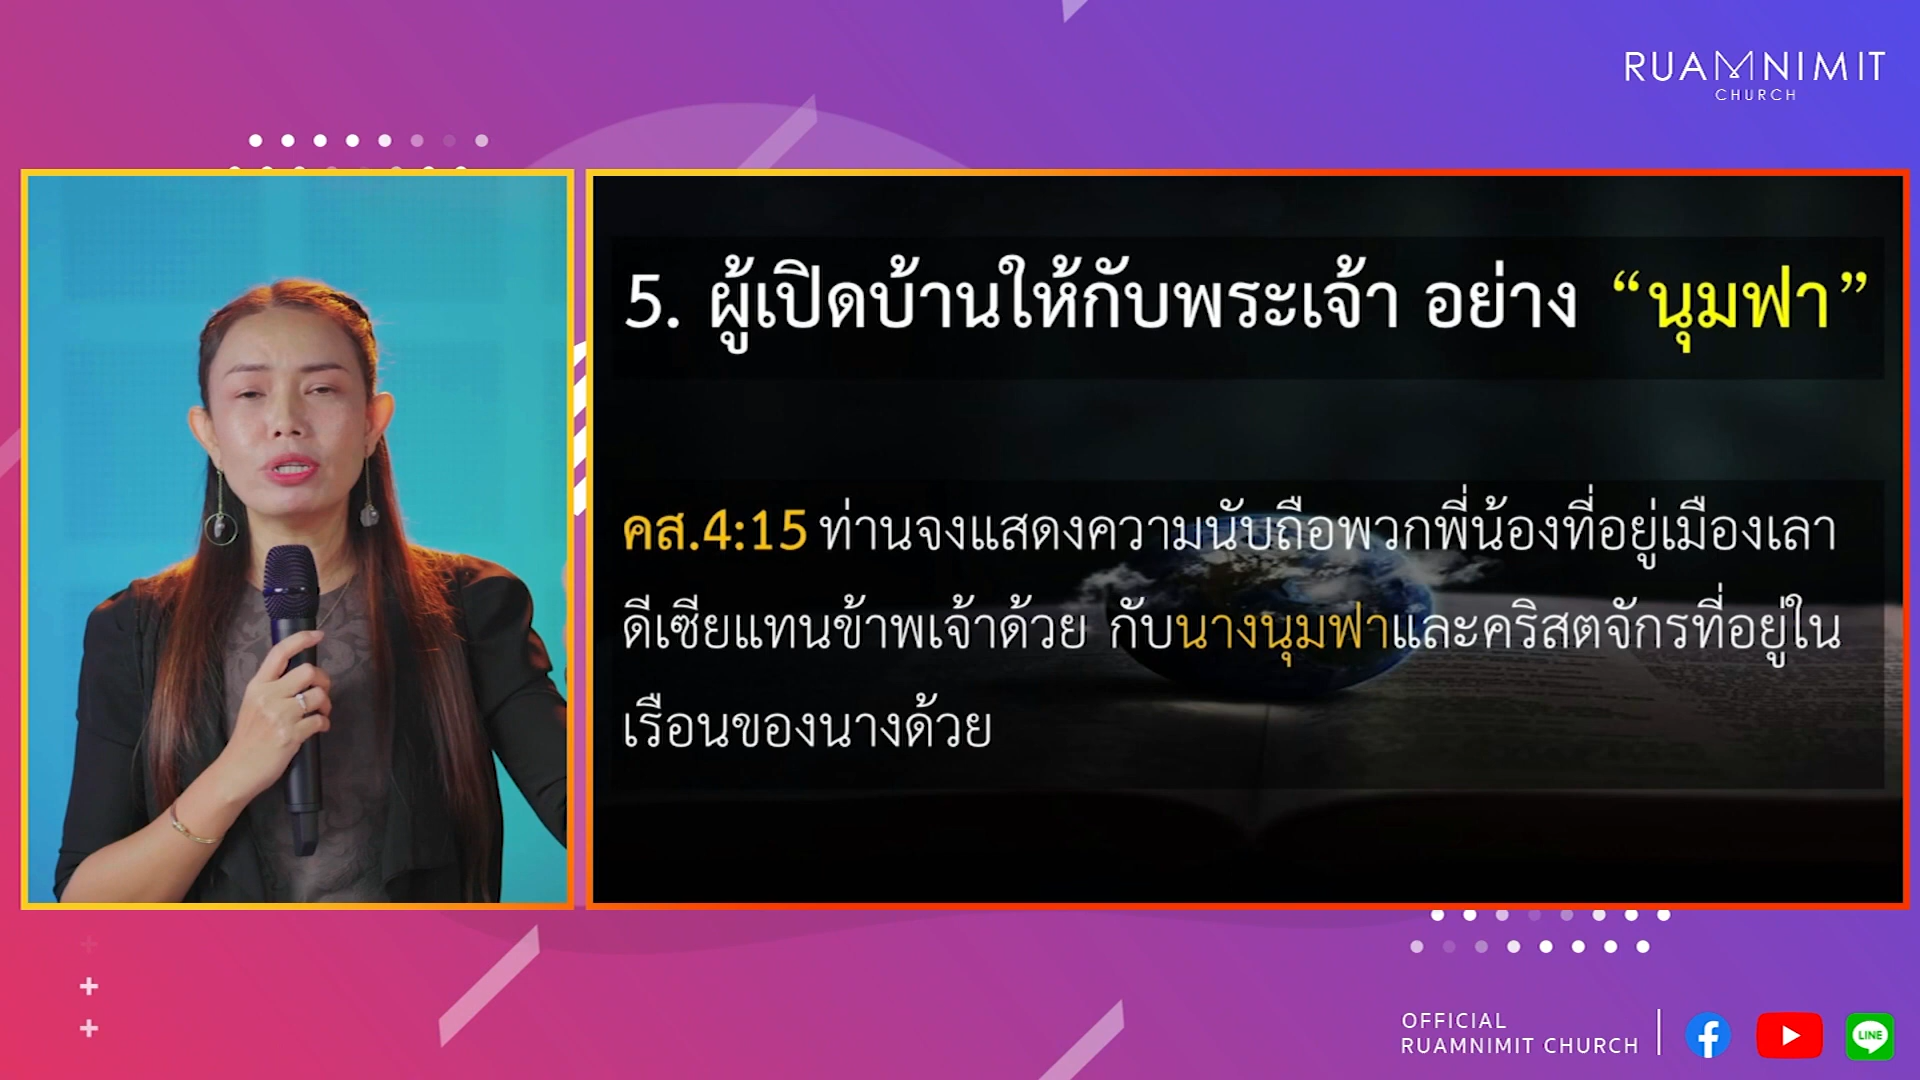 RUAMNIMIT
CHURCH
5. ผู้เปิดบ้านให้กับพระเจ้า อย่าง “นุมฟา”
คส.4:15 ท่านจงแสดงความนับถือพวกพี่น้องที่อยู่เมืองเลา
ดีเซียแทนข้าพเจ้าด้วย กับนางนุมฟาและคริสตจักรที่อยู่ใน
เรือนของนางด้วย
OFFICIAL
RUAMNIMIT CHURCH
LINE